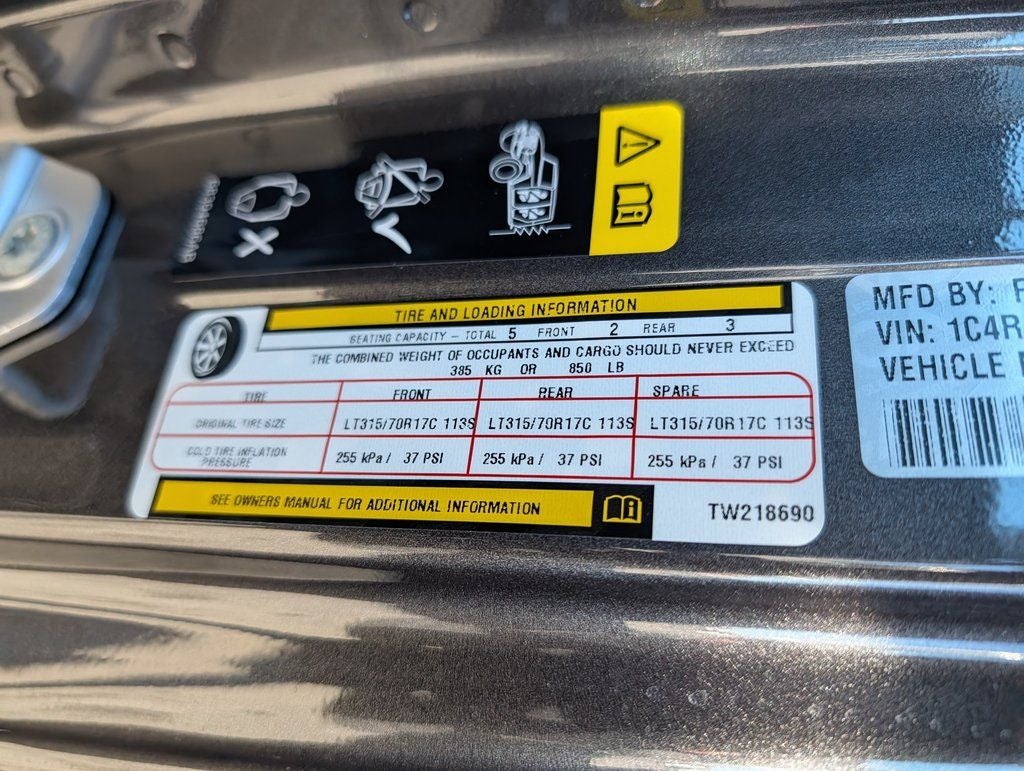 TIRE AND LOADING INFORMATION
SEATING CAPACITY – TOTAL 5 FRONT 2 REAR 3
THE COMBINED WEIGHT OF OCCUPANTS AND CARGO SHOULD NEVER EXCEED
385 KG OR 850 LB
TIRE FRONT REAR SPARE
ORIGINAL TIRE SIZE LT315/70R17C 113S LT315/70R17C 113S LT315/70R17C 113S
COLD TIRE INFLATION PRESSURE 255 kPa / 37 PSI 255 kPa / 37 PSI 255 kPa / 37 PSI
SEE OWNERS MANUAL FOR ADDITIONAL INFORMATION
TW218690
MFD BY: F
VIN: 1C4R
VEHICLE